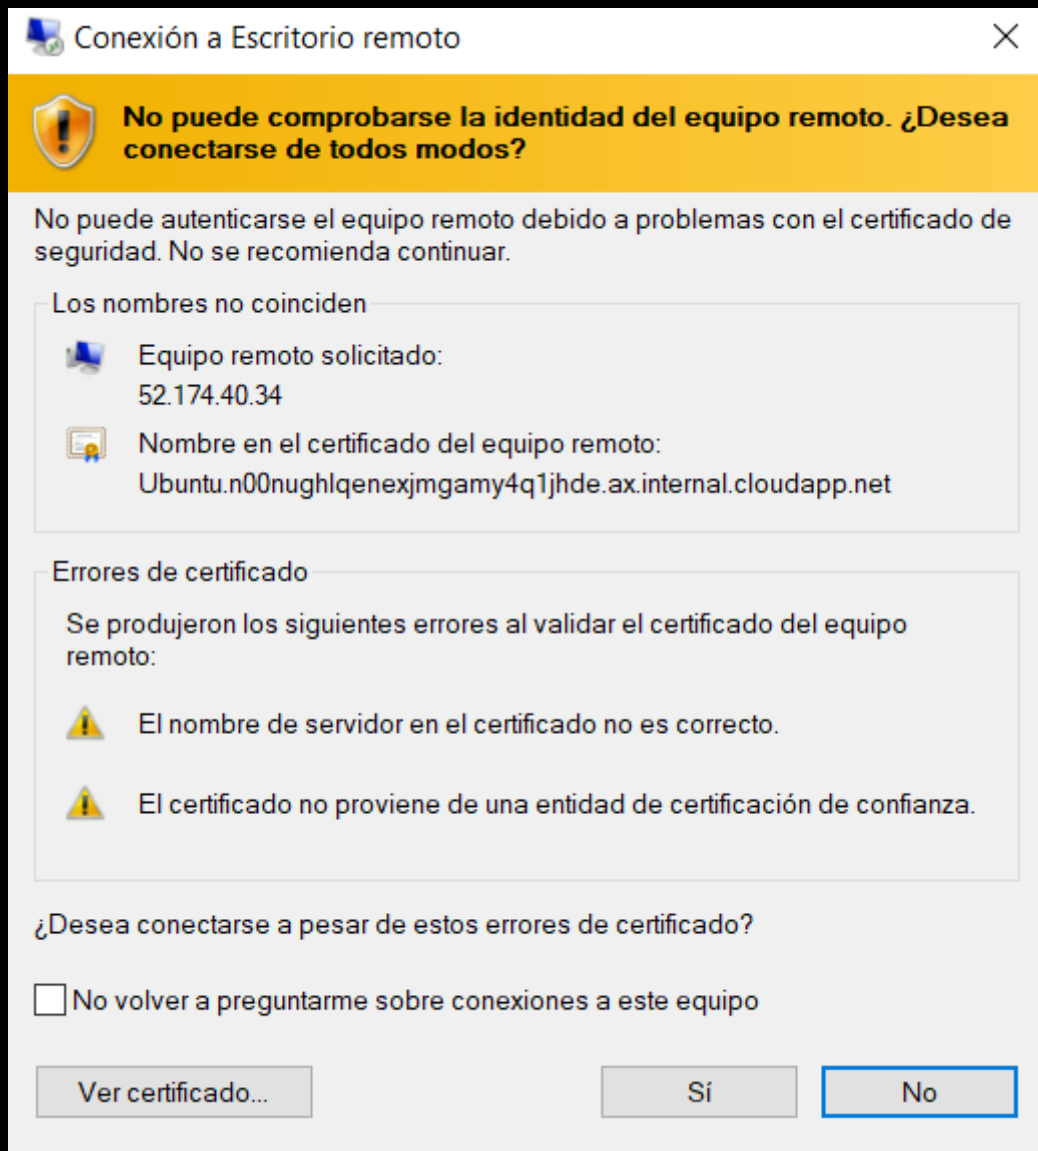 Conexión a Escritorio remoto
No puede comprobarse la identidad del equipo remoto. ¿Desea
conectarse de todos modos?
No puede autenticarse el equipo remoto debido a problemas con el certificado de
seguridad. No se recomienda continuar.
Los nombres no coinciden
Equipo remoto solicitado:
52.174.40.34
Nombre en el certificado del equipo remoto:
Ubuntu.n00nughlqenexjmgamy4q1jhde.ax.internal.cloudapp.net
Errores de certificado
Se produjeron los siguientes errores al validar el certificado del equipo
remoto:
El nombre de servidor en el certificado no es correcto.
El certificado no proviene de una entidad de certificación de confianza.
¿Desea conectarse a pesar de estos errores de certificado?
No volver a preguntarme sobre conexiones a este equipo
Ver certificado... Sí No